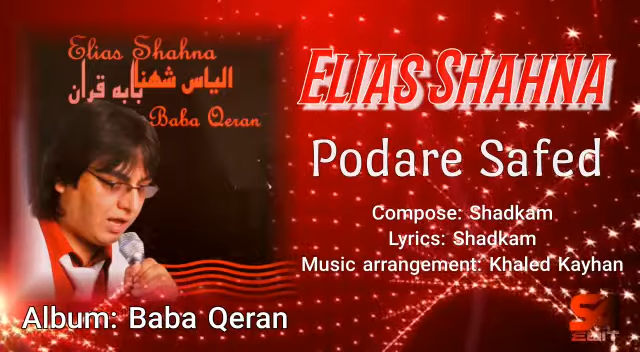 Elias Shahna
الیاس شهنا
بابه قران
Baba Qeran
ELIAS SHAHNA
Podare Safed
Compose: Shadkam
Lyrics: Shadkam
Music arrangement: Khaled Kayhan
Album: Baba Qeran
EDIT